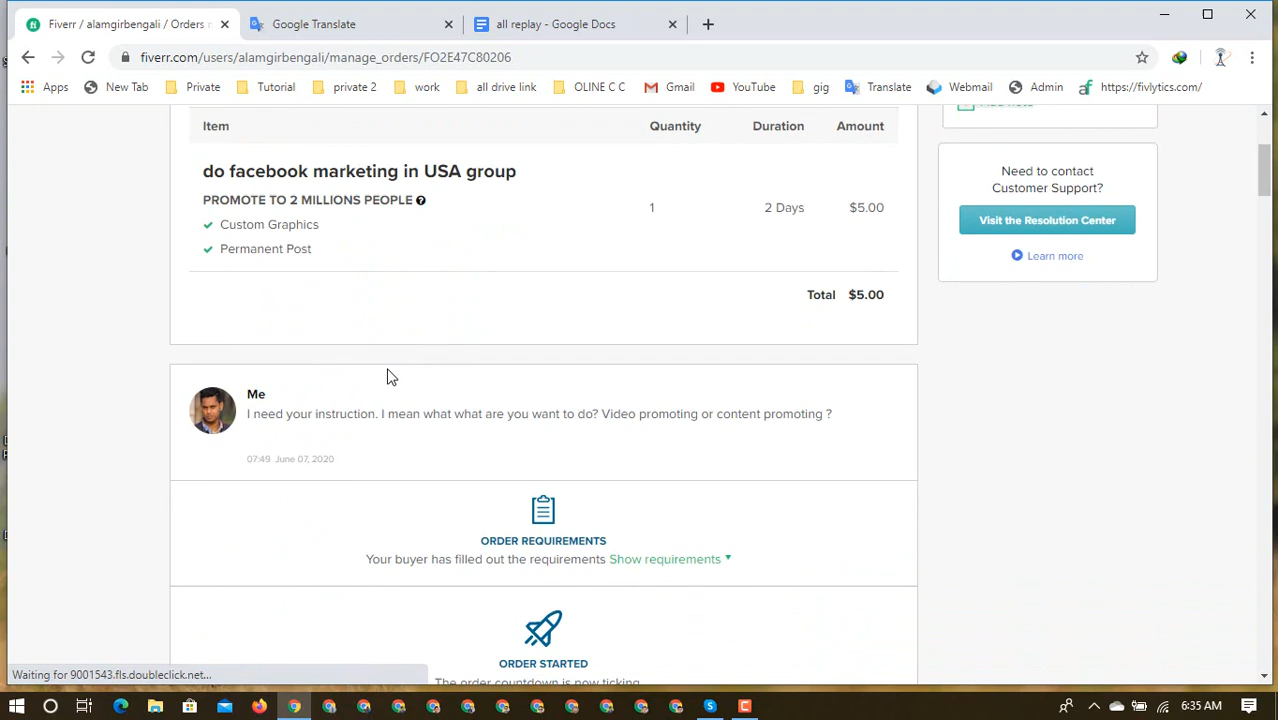 Fiverr / alamgirbengali / Orders
Google Translate
all replay - Google Docs
fiverr.com/users/alamgirbengali/manage_orders/FO2E47C80206
Apps
New Tab
Private
Tutorial
private 2
work
all drive link
OLINE C C
Gmail
YouTube
gig
Translate
Webmail
Admin
https://fivlytics.com/
Item
Quantity
Duration
Amount
do facebook marketing in USA group
PROMOTE TO 2 MILLIONS PEOPLE
1
2 Days
$5.00
Custom Graphics
Permanent Post
Total $5.00
Need to contact
Customer Support?
Visit the Resolution Center
Learn more
Me
I need your instruction. I mean what what are you want to do? Video promoting or content promoting ?
07:49 June 07, 2020
ORDER REQUIREMENTS
Your buyer has filled out the requirements Show requirements
ORDER STARTED
The order countdown is now ticking
Waiting for 9001543.fls.doubleclick.net...
6:35 AM